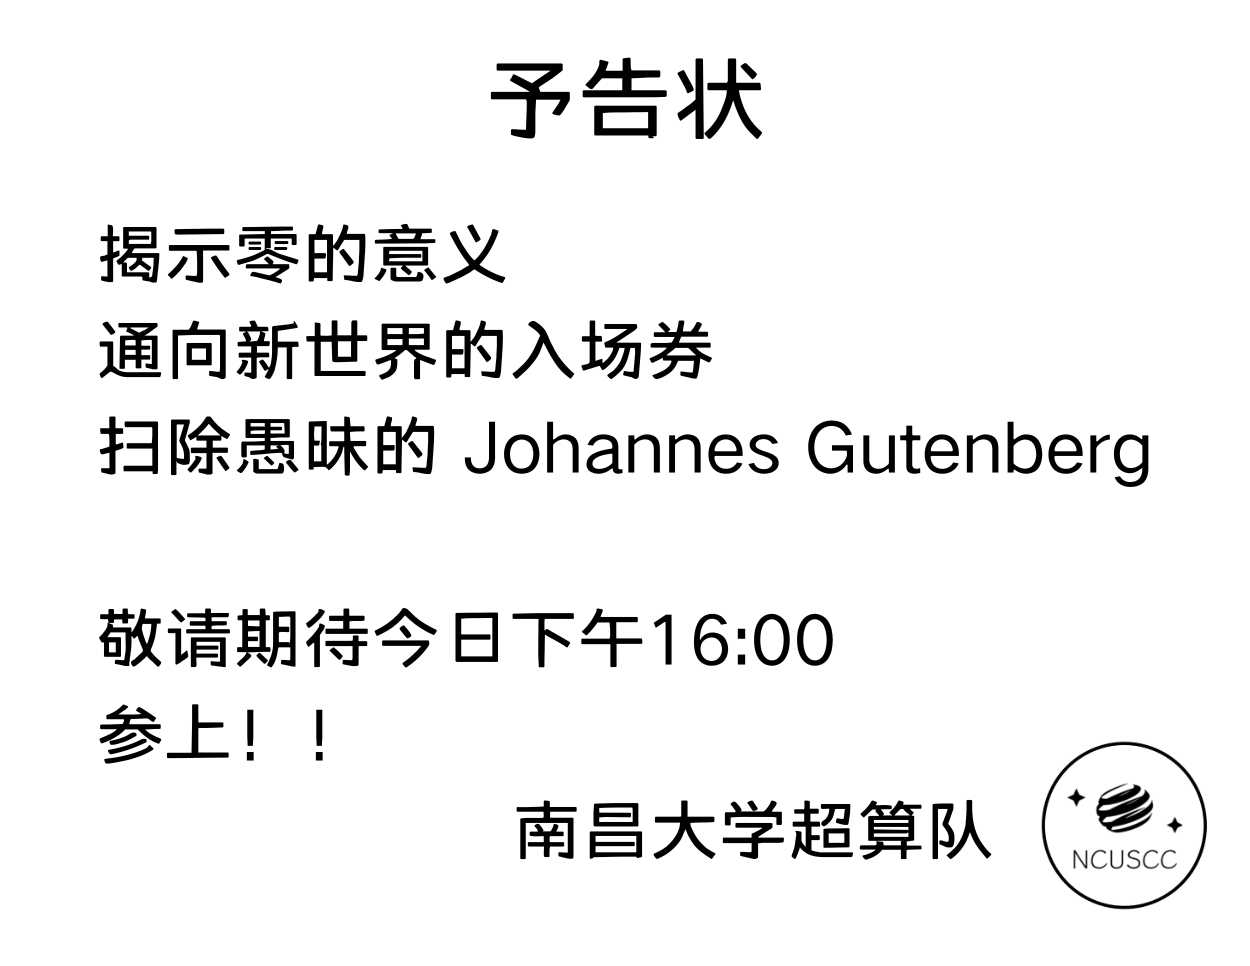 予告状
揭示零的意义
通向新世界的入场券
扫除愚昧的 Johannes Gutenberg
敬请期待今日下午16:00
参上！！
南昌大学超算队
NCUSCC